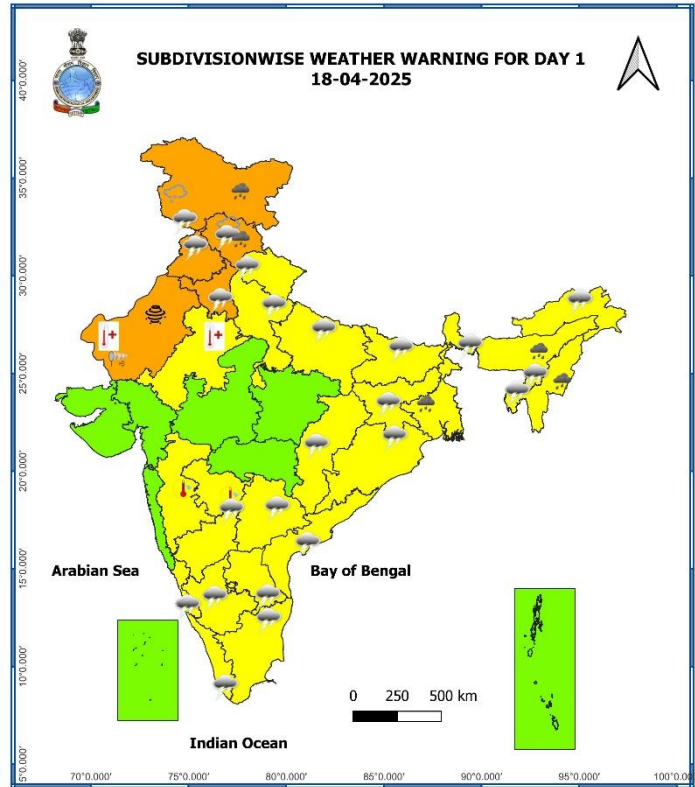 SUBDIVISIONWISE WEATHER WARNING FOR DAY 1
18-04-2025
40°0.000'
35°0.000'
30°0.000'
25°0.000'
20°0.000'
15°0.000'
10°0.000'
5°0.000'
Arabian Sea
Bay of Bengal
0 250 500 km
Indian Ocean
70°0.000' 75°0.000' 80°0.000' 85°0.000' 90°0.000' 95°0.000' 100°0.000'